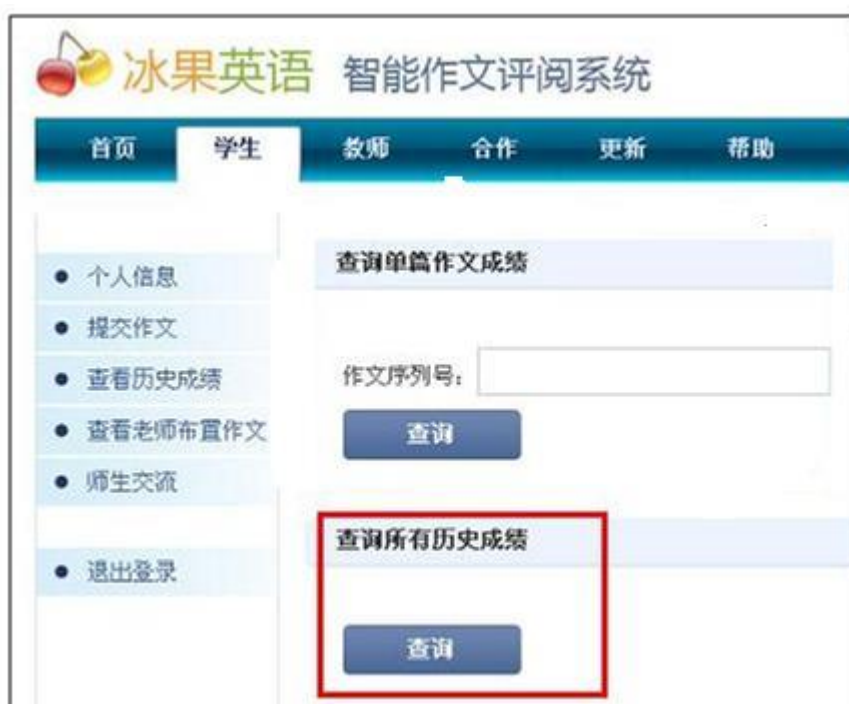 冰果英语 智能作文评阅系统
首页 学生 教师 合作 更新 帮助
个人信息
提交作文
查看历史成绩
查看老师布置作文
师生交流
退出登录
查询单篇作文成绩
作文序列号：
查询
查询所有历史成绩
查询